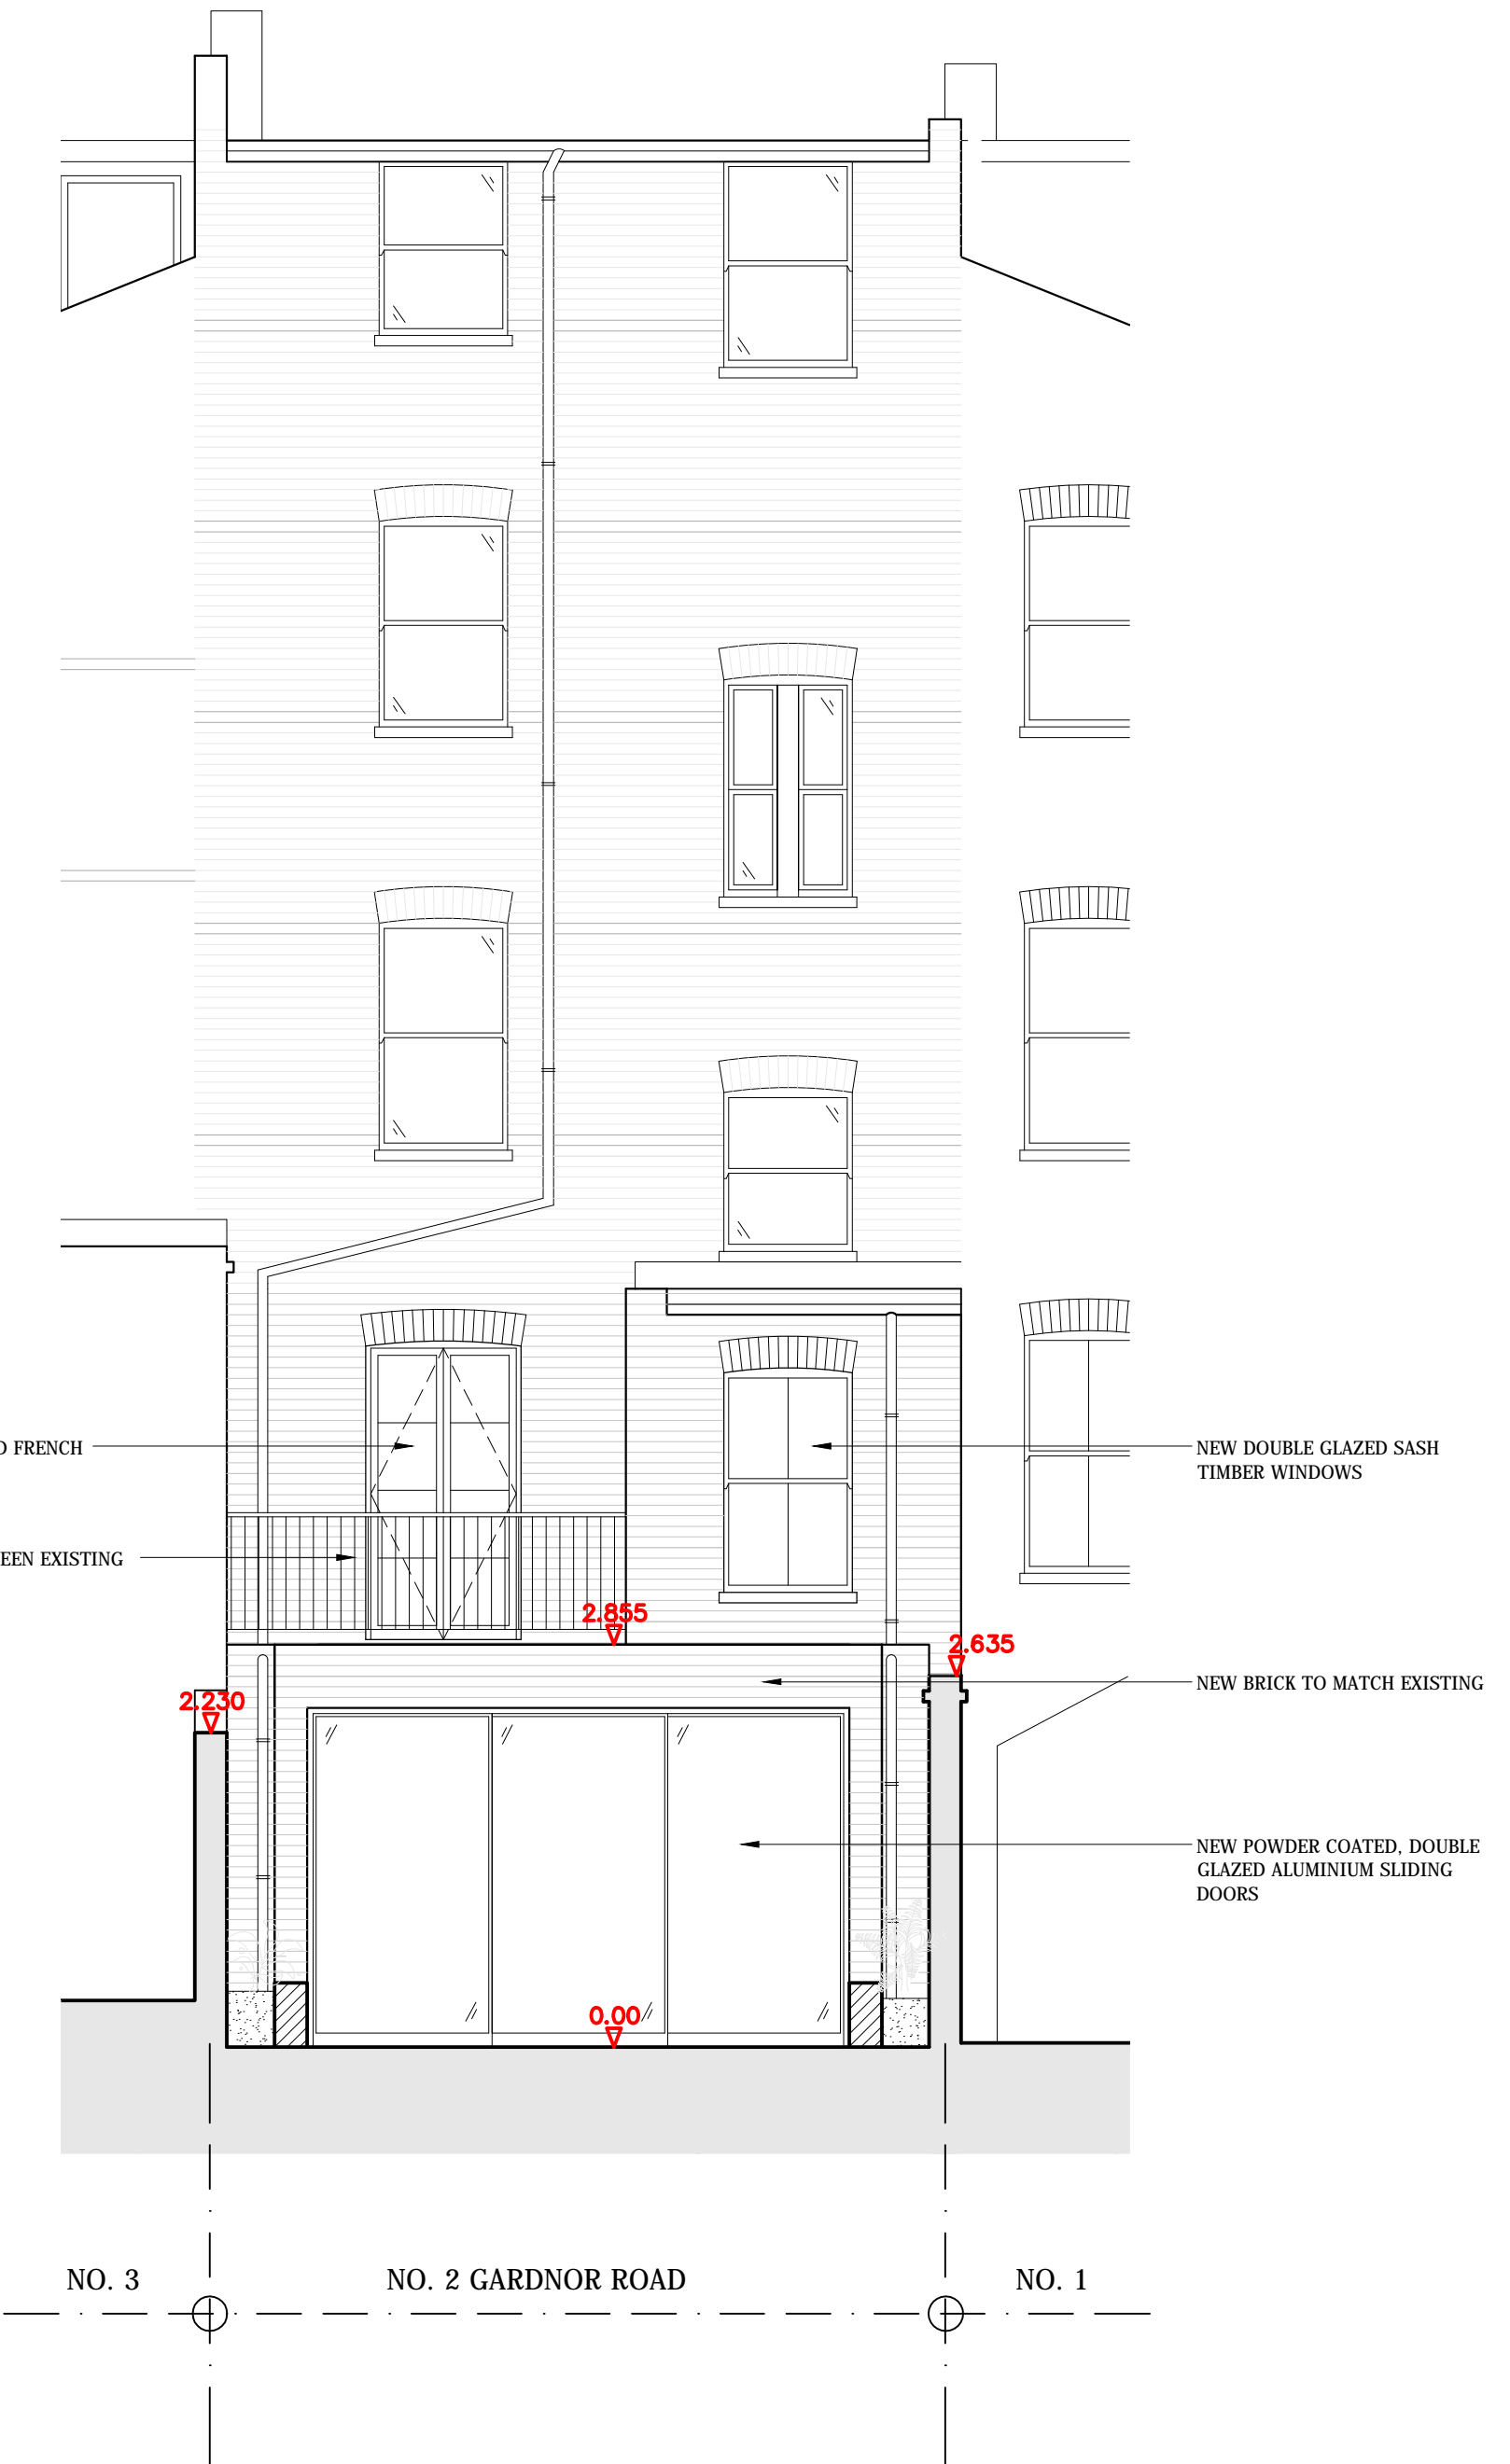 FRENCH
NEW DOUBLE GLAZED SASH
TIMBER WINDOWS
EXISTING
2.855
2.635
NEW BRICK TO MATCH EXISTING
2.230
NEW POWDER COATED, DOUBLE
GLAZED ALUMINIUM SLIDING
DOORS
0.00
NO. 3
NO. 2 GARDNOR ROAD
NO. 1